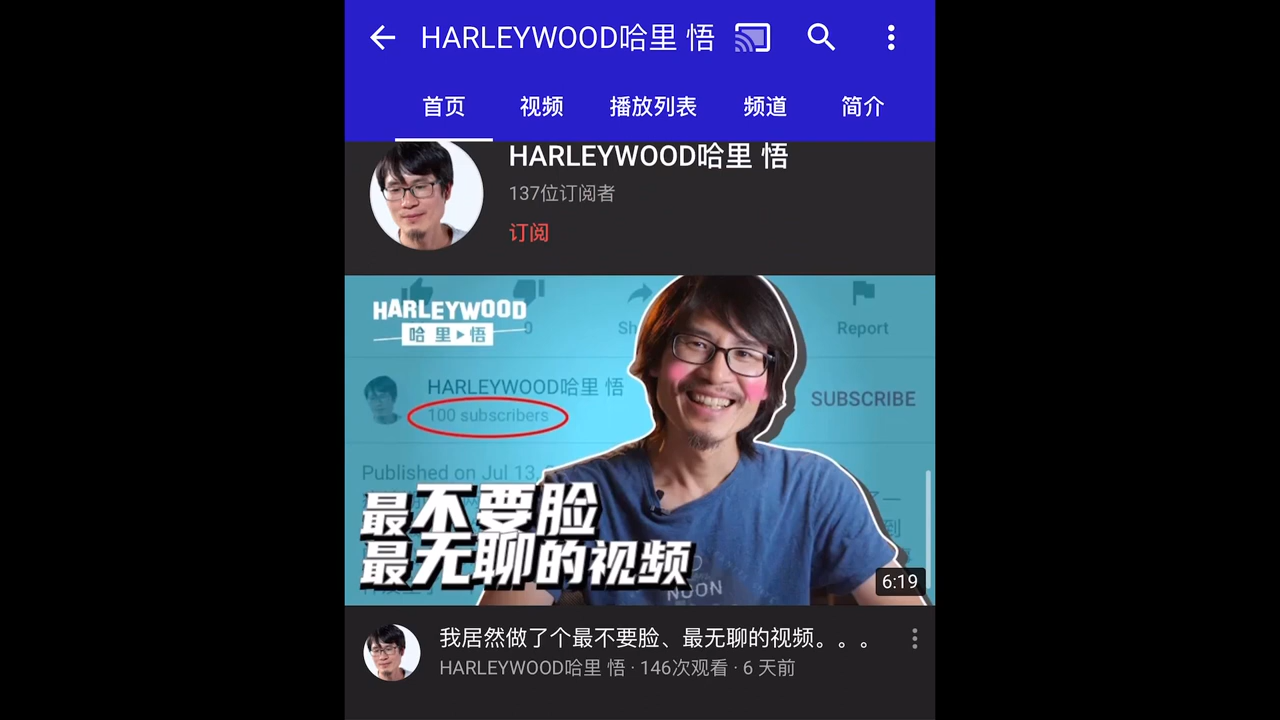 HARLEYWOOD哈里 悟
首页 视频 播放列表 频道 简介
HARLEYWOOD哈里 悟
137位订阅者
订阅
HARLEYWOOD
哈里 悟
9
Sh
Report
HARLEYWOOD哈里 悟
100 subscribers
SUBSCRIBE
Published on Jul 13,
最不要脸
最无聊的视频
NOON
6:19
我居然做了个最不要脸、最无聊的视频。。。
HARLEYWOOD哈里 悟 · 146次观看 · 6 天前